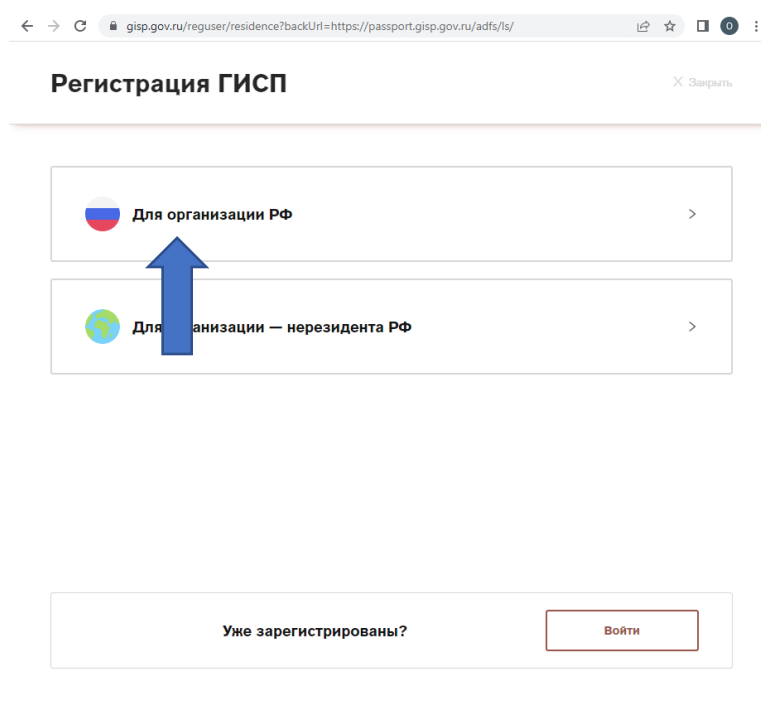 gisp.gov.ru/reguser/residence?backUrl=https://passport.gisp.gov.ru/adfs/ls/
О
Регистрация ГИСП
X Закрыть
Для организации РФ
Для анизации — нерезидента РФ
Уже зарегистрированы?
Войти